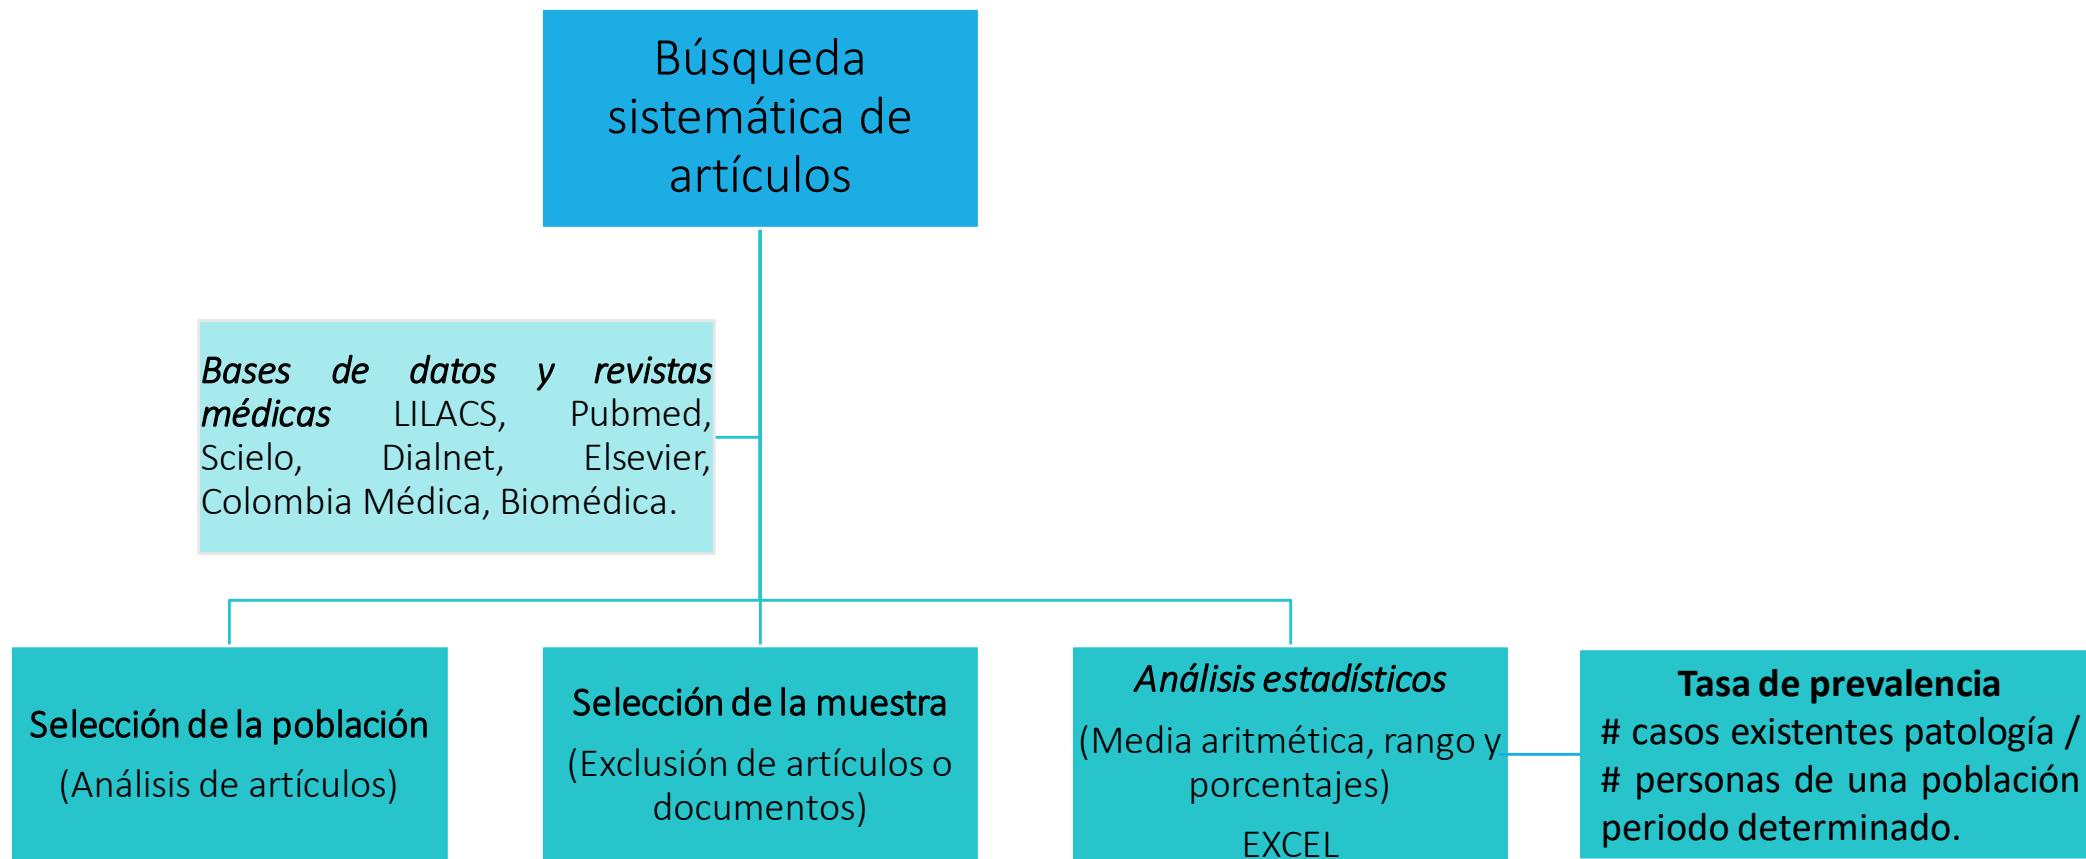 Búsqueda
sistemática de
artículos
Bases de datos y revistas
médicas LILACS, Pubmed,
Scielo, Dialnet, Elsevier,
Colombia Médica, Biomédica.
Selección de la población
(Análisis de artículos)
Selección de la muestra
(Exclusión de artículos o
documentos)
Análisis estadísticos
(Media aritmética, rango y
porcentajes)
EXCEL
Tasa de prevalencia
# casos existentes patología /
# personas de una población
periodo determinado.